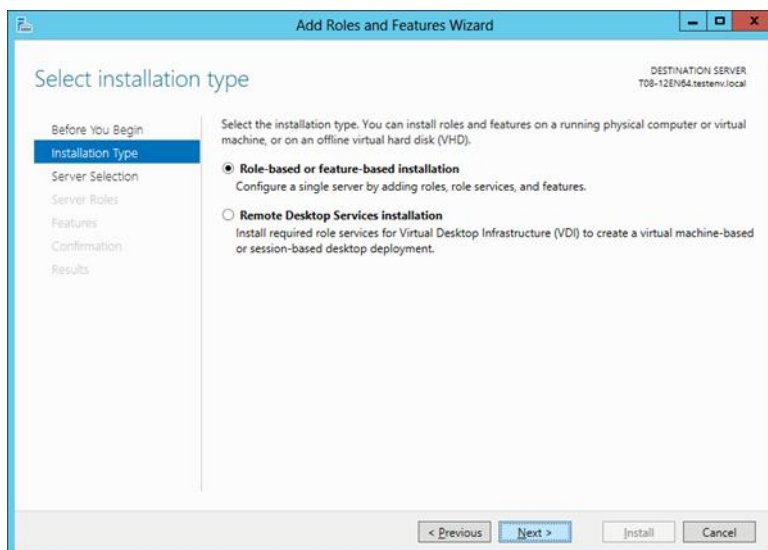 Add Roles and Features Wizard
Select installation type
DESTINATION SERVER
T08-12EN64.testenv.local
Before You Begin
Installation Type
Server Selection
Server Roles
Features
Confirmation
Results
Select the installation type. You can install roles and features on a running physical computer or virtual
machine, or on an offline virtual hard disk (VHD).
Role-based or feature-based installation
Configure a single server by adding roles, role services, and features.
Remote Desktop Services installation
Install required role services for Virtual Desktop Infrastructure (VDI) to create a virtual machine-based
or session-based desktop deployment.
< Previous
Next >
Install
Cancel